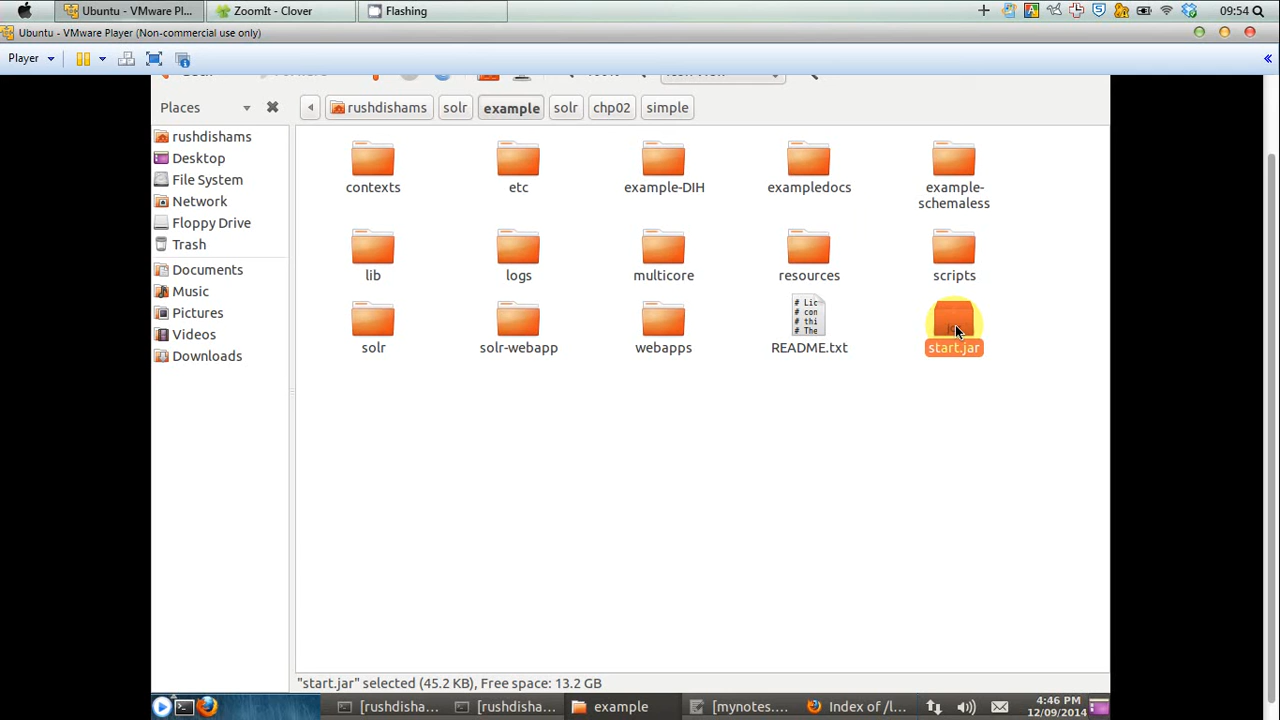 Ubuntu - VMware Pl...
ZoomIt - Clover
Flashing
09:54
Ubuntu - VMware Player (Non-commercial use only)
Player
Places
rushdishams
solr
example
solr
chp02
simple
rushdishams
Desktop
File System
Network
Floppy Drive
Trash
Documents
Music
Pictures
Videos
Downloads
contexts
etc
example-DIH
exampledocs
example-
schemaless
lib
logs
multicore
resources
scripts
solr
solr-webapp
webapps
# Lic
# con
# thi
# The
README.txt
start.jar
"start.jar" selected (45.2 KB), Free space: 13.2 GB
[rushdisha...
[rushdisha...
example
[mynotes....
Index of /l...
4:46 PM
12/09/2014